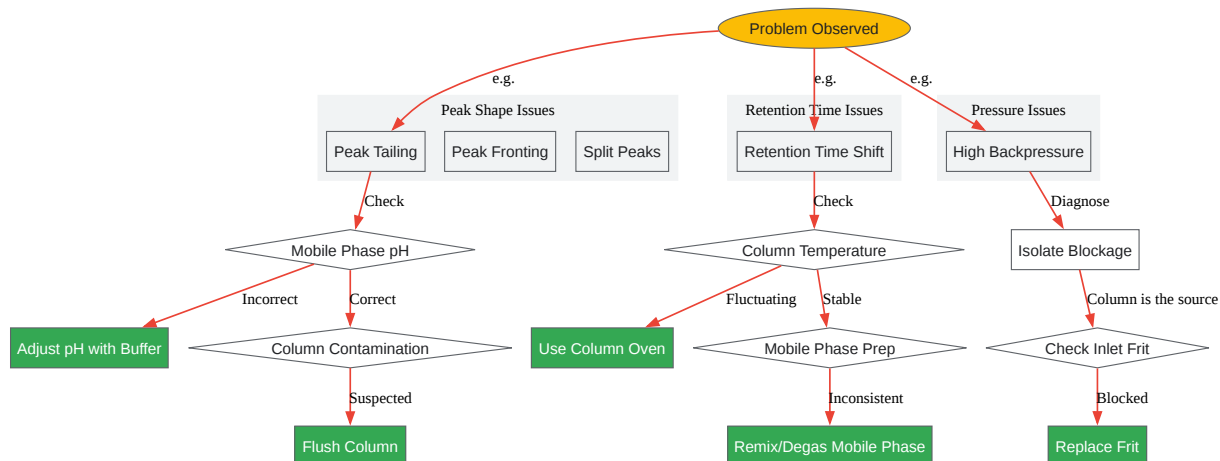 Problem Observed
e.g.
e.g.
e.g.
Peak Shape Issues
Retention Time Issues
Pressure Issues
Peak Tailing
Peak Fronting
Split Peaks
Retention Time Shift
High Backpressure
Check
Check
Diagnose
Mobile Phase pH
Column Temperature
Isolate Blockage
Incorrect
Correct
Fluctuating
Stable
Column is the source
Adjust pH with Buffer
Column Contamination
Use Column Oven
Mobile Phase Prep
Check Inlet Frit
Suspected
Inconsistent
Blocked
Flush Column
Remix/Degas Mobile Phase
Replace Frit